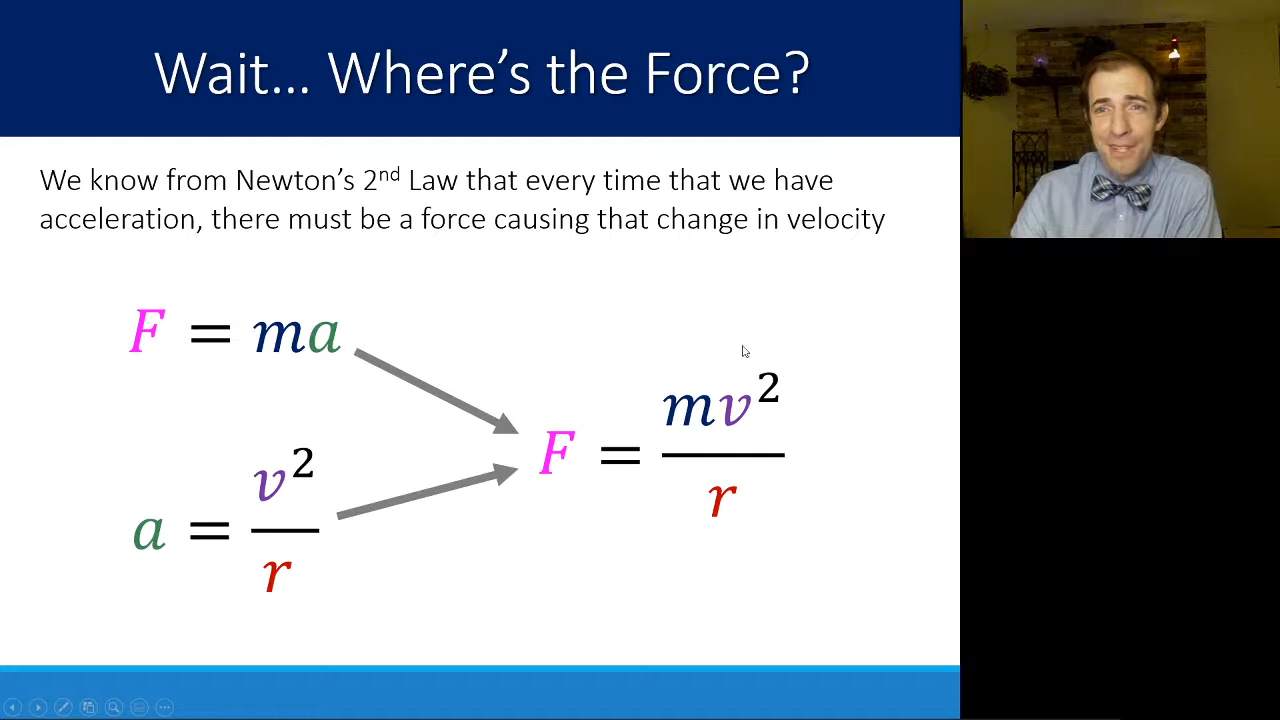 Wait... Where's the Force?
We know from Newton's 2nd Law that every time that we have
acceleration, there must be a force causing that change in velocity
F = ma
a = v²/r
F = mv²/r